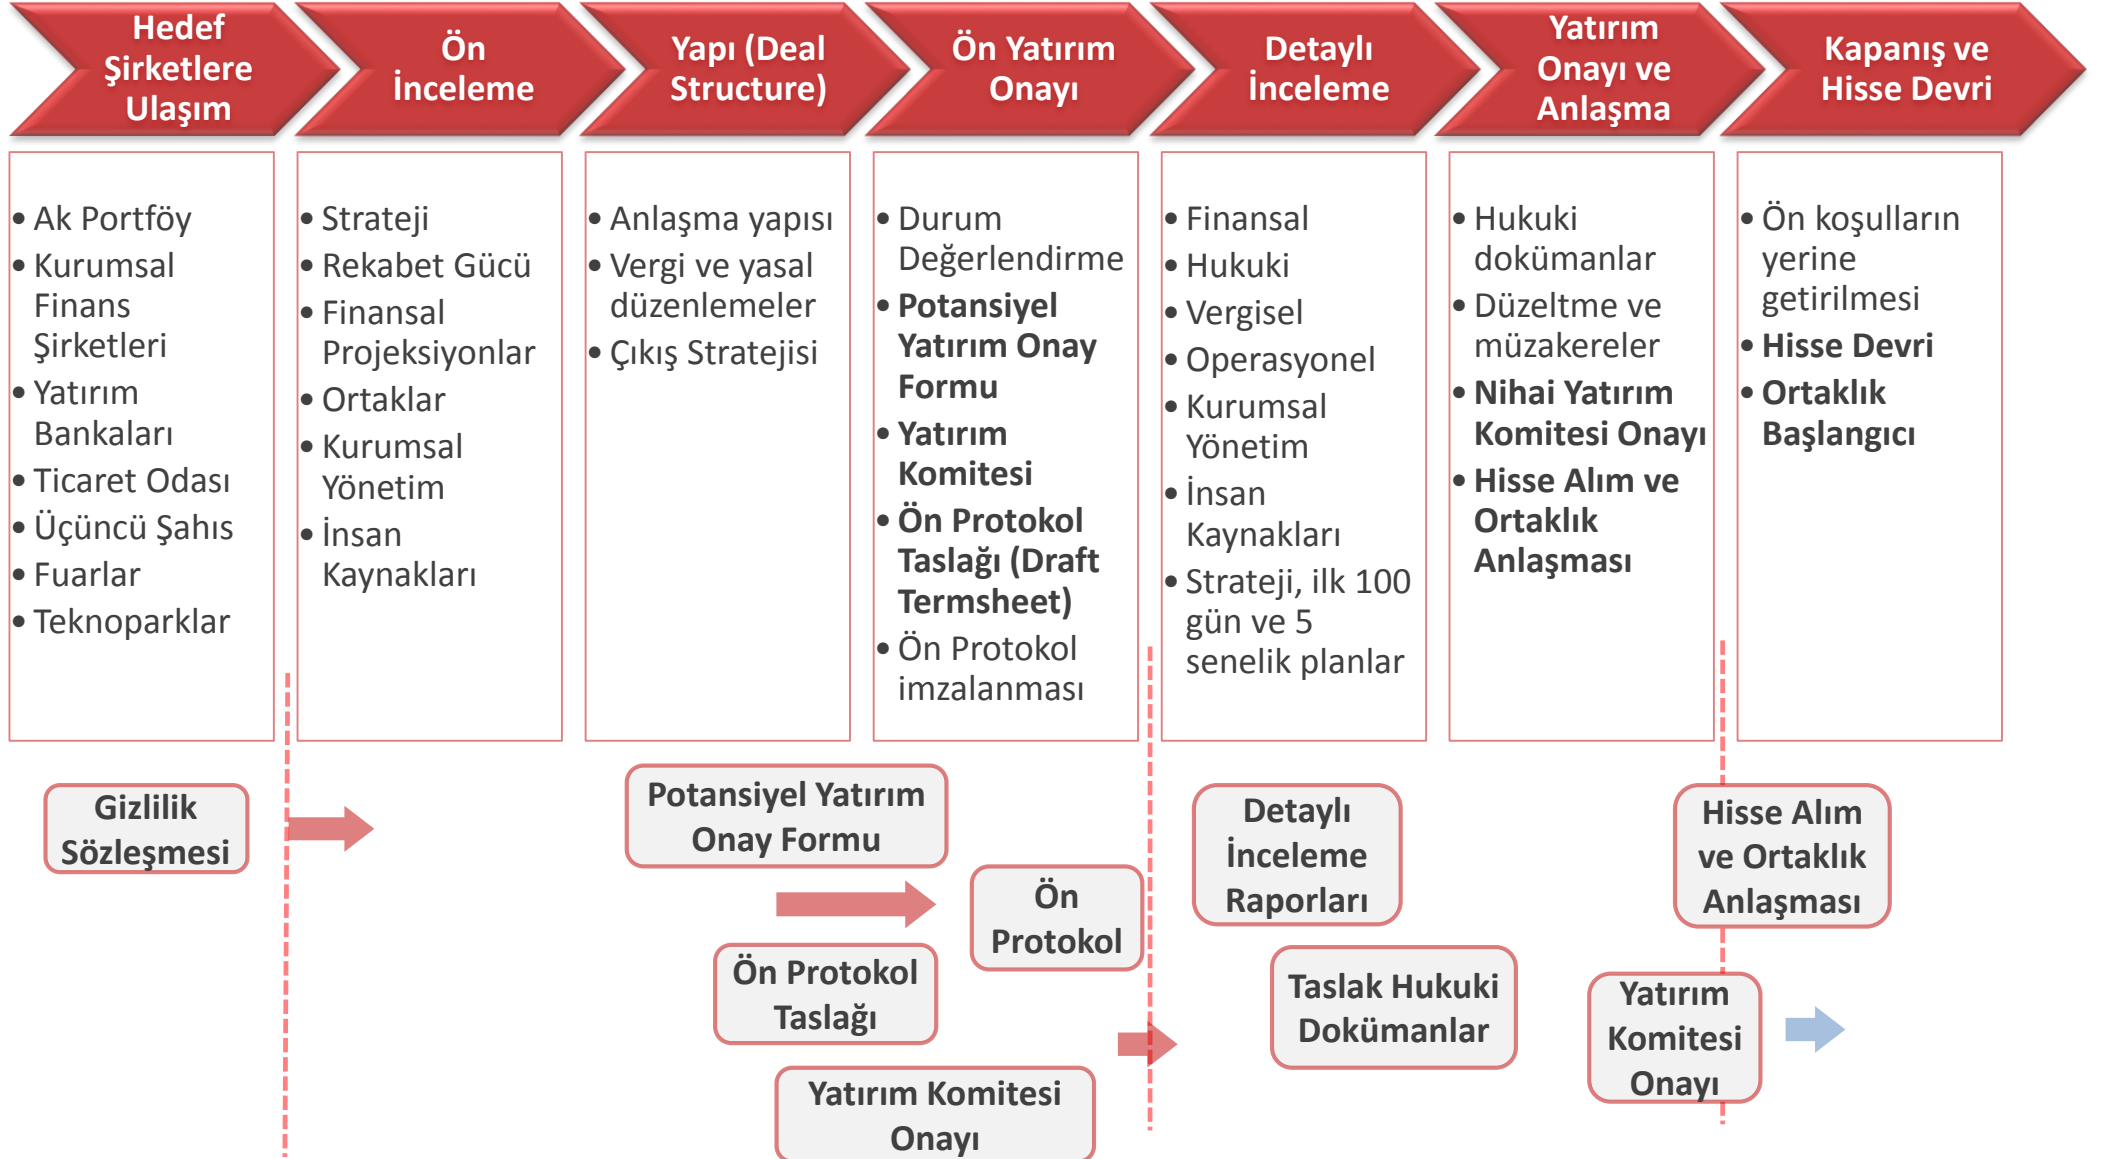 Hedef
Şirketlere
Ulaşım
Ön
İnceleme
Yapı (Deal
Structure)
Ön Yatırım
Onayı
Detaylı
İnceleme
Yatırım
Onayı ve
Anlaşma
Kapanış ve
Hisse Devri
• Ak Portföy
• Kurumsal
Finans
Şirketleri
• Yatırım
Bankaları
• Ticaret Odası
• Üçüncü Şahıs
• Fuarlar
• Teknoparklar
• Strateji
• Rekabet Gücü
• Finansal
Projeksiyonlar
• Ortaklar
• Kurumsal
Yönetim
• İnsan
Kaynakları
• Anlaşma yapısı
• Vergi ve yasal
düzenlemeler
• Çıkış Stratejisi
• Durum
Değerlendirme
• Potansiyel
Yatırım Onay
Formu
• Yatırım
Komitesi
• Ön Protokol
Taslağı (Draft
Termsheet)
• Ön Protokol
imzalanması
• Finansal
• Hukuki
• Vergisel
• Operasyonel
• Kurumsal
Yönetim
• İnsan
Kaynakları
• Strateji, ilk 100
gün ve 5
senelik planlar
• Hukuki
dokümanlar
• Düzeltme ve
müzakereler
• Nihai Yatırım
Komitesi Onayı
• Hisse Alım ve
Ortaklık
Anlaşması
• Ön koşulların
yerine
getirilmesi
• Hisse Devri
• Ortaklık
Başlangıcı
Gizlilik
Sözleşmesi
Potansiyel Yatırım
Onay Formu
Ön
Protokol
Ön Protokol
Taslağı
Yatırım Komitesi
Onayı
Detaylı
İnceleme
Raporları
Taslak Hukuki
Dokümanlar
Hisse Alım
ve Ortaklık
Anlaşması
Yatırım
Komitesi
Onayı